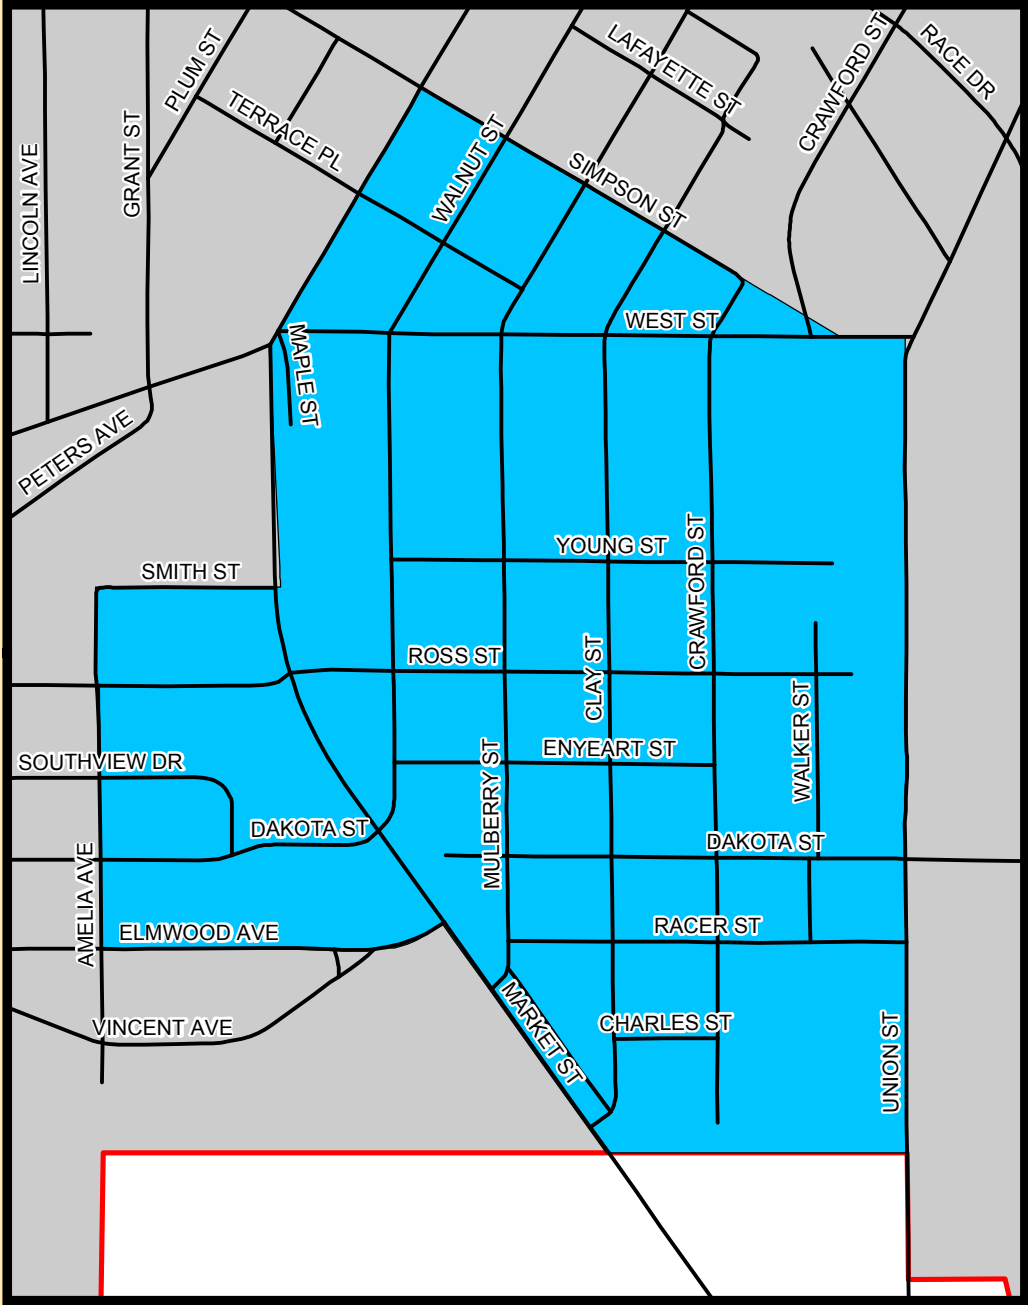 LAFAYETTE ST
CRAWFORD ST
RACE DR
PLUM ST
TERRACE PL
GRANT ST
WALNUT ST
LINCOLN AVE
SIMPSON ST
WEST ST
MAPLE ST
PETERS AVE
YOUNG ST
CRAWFORD ST
SMITH ST
ROSS ST
CLAY ST
WALKER ST
ENYEART ST
SOUTHVIEW DR
MULBERRY ST
DAKOTA ST
DAKOTA ST
AMELIA AVE
RACER ST
ELMWOOD AVE
MARKET ST
CHARLES ST
VINCENT AVE
UNION ST